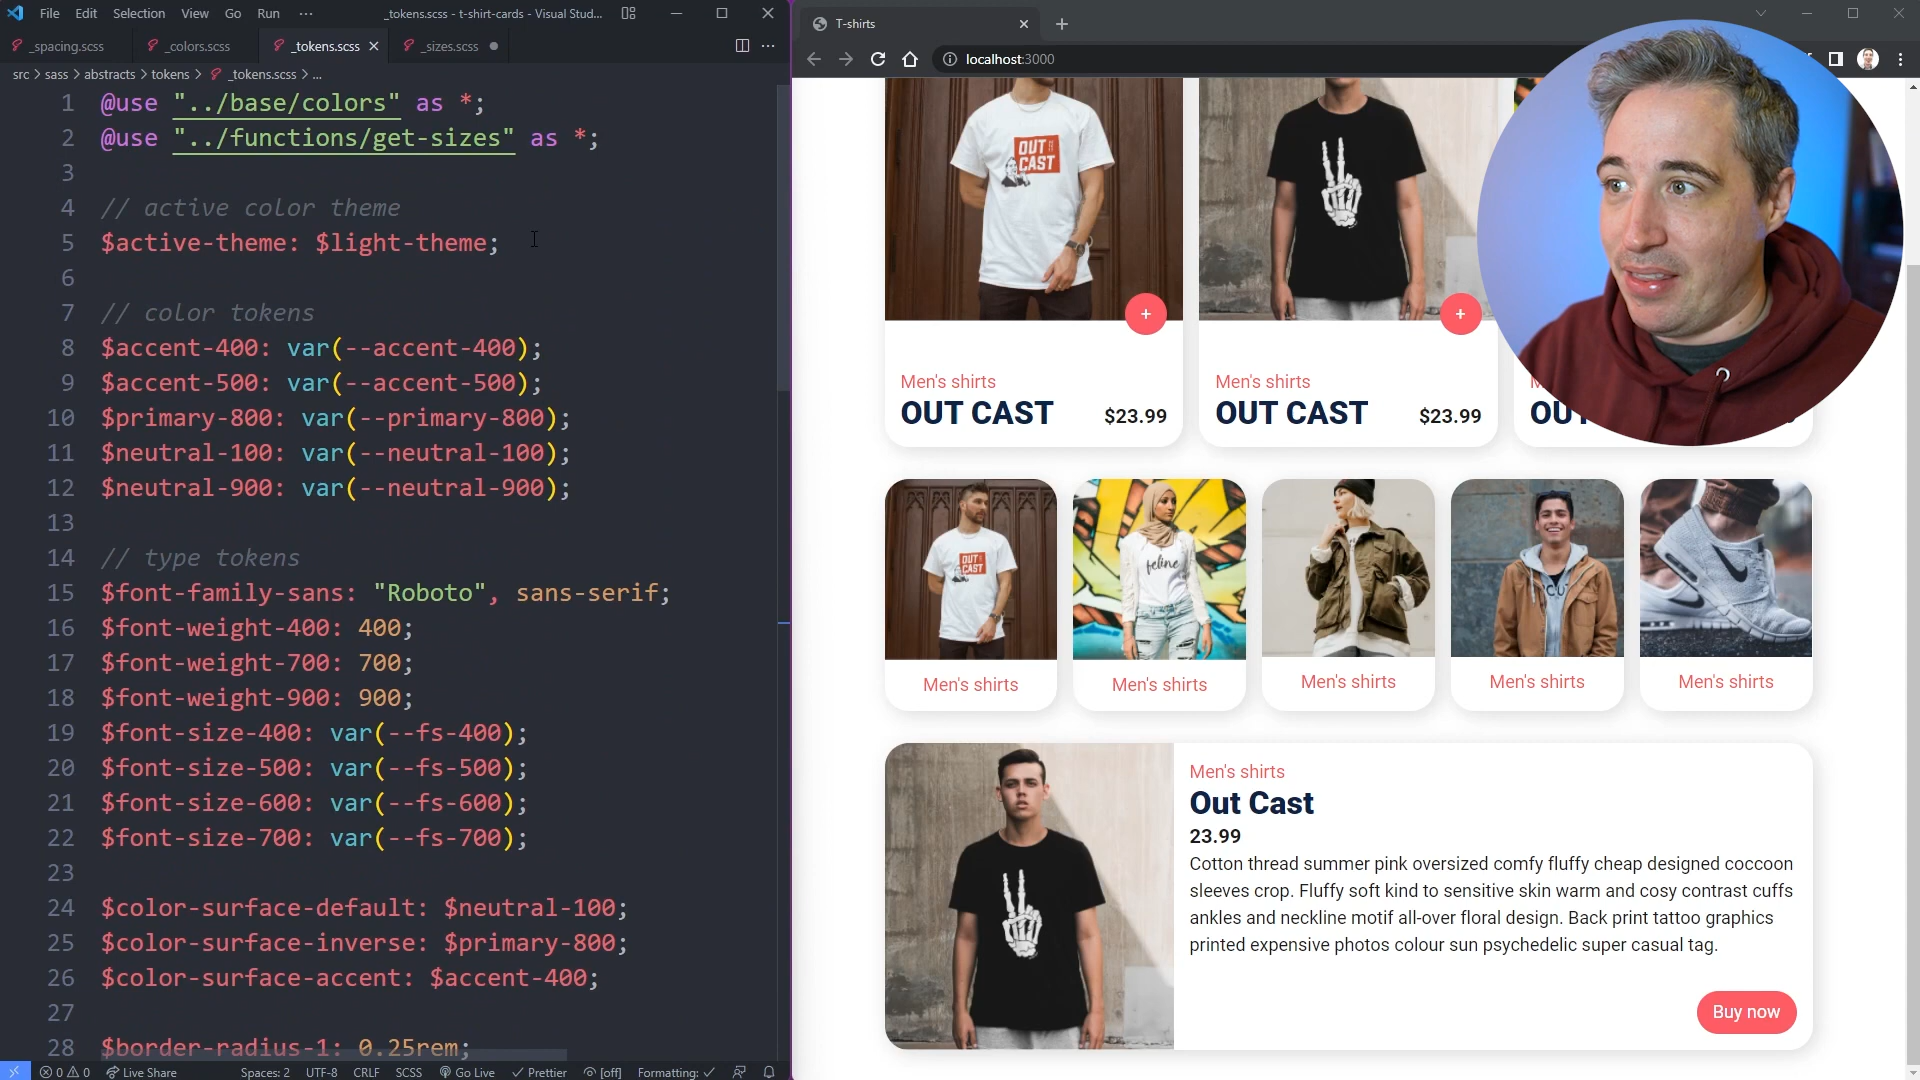 File Edit Selection View Go Run ··· _tokens.scss - t-shirt-cards - Visual Stud...
_spacing.scss _colors.scss _tokens.scss _sizes.scss
src > sass > abstracts > tokens > _tokens.scss > ...
1 @use "../base/colors" as *;
2 @use "../functions/get-sizes" as *;
3
4 // active color theme
5 $active-theme: $light-theme;
6
7 // color tokens
8 $accent-400: var(--accent-400);
9 $accent-500: var(--accent-500);
10 $primary-800: var(--primary-800);
11 $neutral-100: var(--neutral-100);
12 $neutral-900: var(--neutral-900);
13
14 // type tokens
15 $font-family-sans: "Roboto", sans-serif;
16 $font-weight-400: 400;
17 $font-weight-700: 700;
18 $font-weight-900: 900;
19 $font-size-400: var(--fs-400);
20 $font-size-500: var(--fs-500);
21 $font-size-600: var(--fs-600);
22 $font-size-700: var(--fs-700);
23
24 $color-surface-default: $neutral-100;
25 $color-surface-inverse: $primary-800;
26 $color-surface-accent: $accent-400;
27
28 $border-radius-1: 0.25rem;
0 0 Live Share Spaces: 2 UTF-8 CRLF SCSS Go Live Prettier [off] Formatting: ✓
T-shirts
localhost:3000
OUT CAST
+
+
Men's shirts
OUT CAST $23.99
Men's shirts
OUT CAST $23.99
OUT CAST
feline
Men's shirts
Men's shirts
Men's shirts
Men's shirts
Men's shirts
Men's shirts
Out Cast
23.99
Cotton thread summer pink oversized comfy fluffy cheap designed coccoon
sleeves crop. Fluffy soft kind to sensitive skin warm and cosy contrast cuffs
ankles and neckline motif all-over floral design. Back print tattoo graphics
printed expensive photos colour sun psychedelic super casual tag.
Buy now